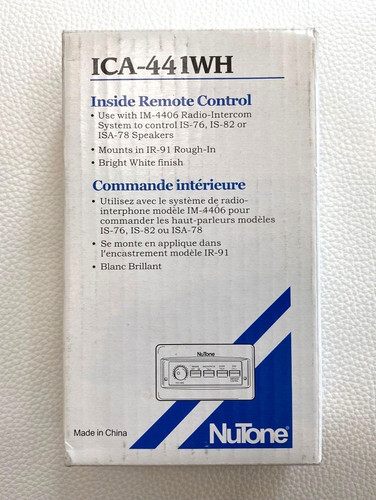 ICA-441WH
Inside Remote Control
• Use with IM-4406 Radio-Intercom
System to control IS-76, IS-82 or
ISA-78 Speakers
• Mounts in IR-91 Rough-In
• Bright White finish
Commande intérieure
• Utilisez avec le système de radio-
interphone modèle IM-4406 pour
commander les haut-parleurs modèles
IS-76, IS-82 ou ISA-78
• Se monte en applique dans
l'encastrement modèle IR-91
• Blanc Brillant
NuTone
Made in China
NuTone®